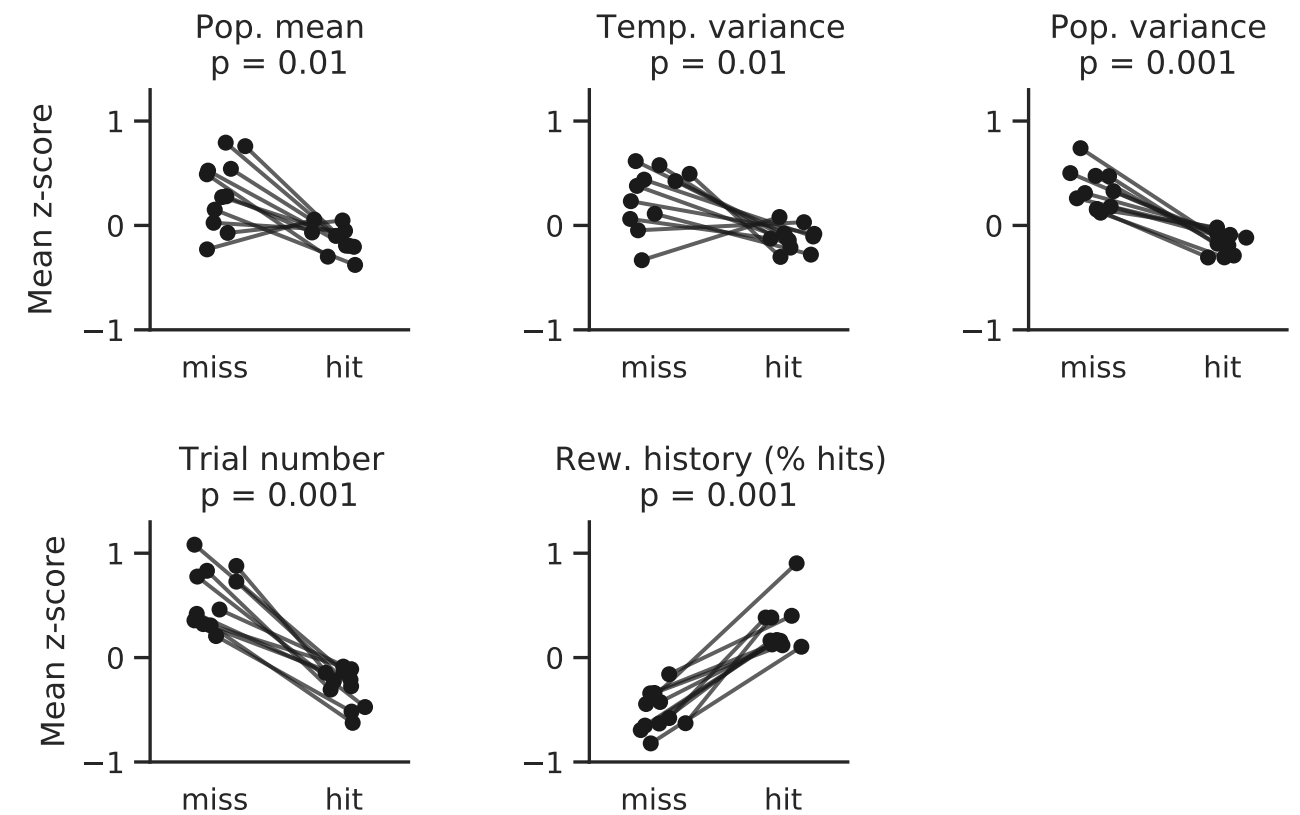 Pop. mean
p = 0.01
Temp. variance
p = 0.01
Pop. variance
p = 0.001
Mean z-score
1
0
−1
miss hit
1
0
−1
miss hit
1
0
−1
miss hit
Trial number
p = 0.001
Rew. history (% hits)
p = 0.001
Mean z-score
1
0
−1
miss hit
1
0
−1
miss hit